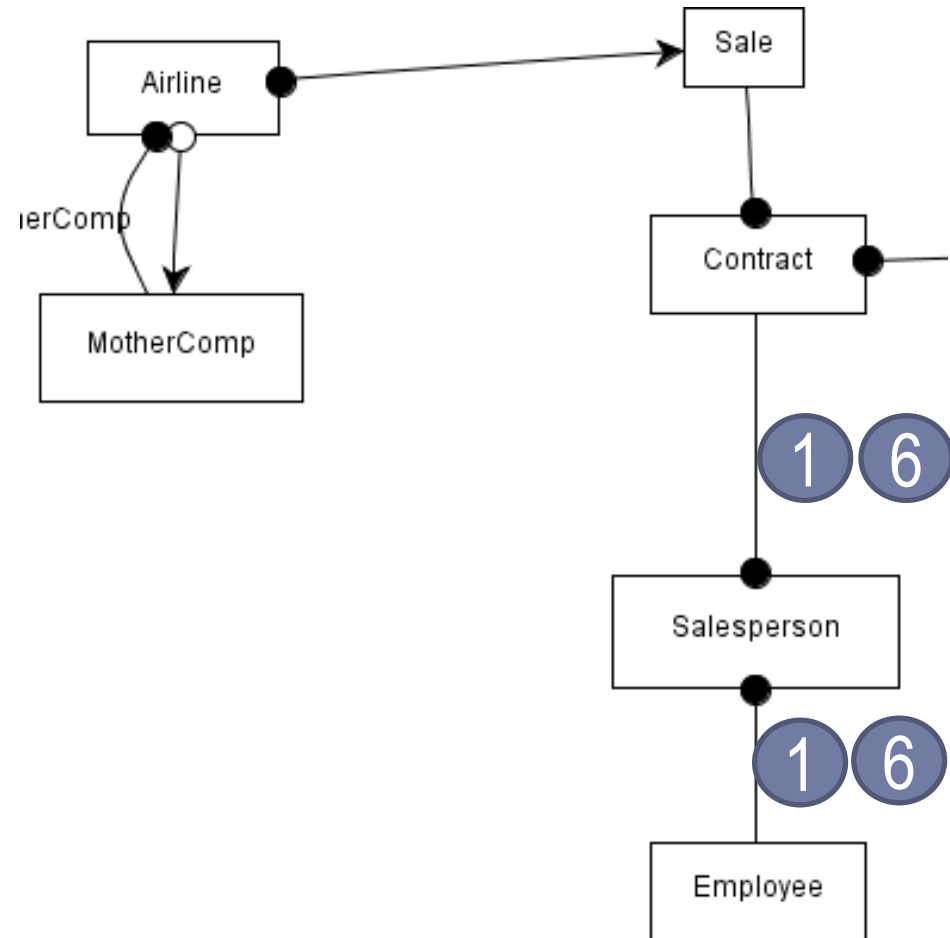 Sale
Airline
erComp
Contract
MotherComp
1 6
Salesperson
1 6
Employee